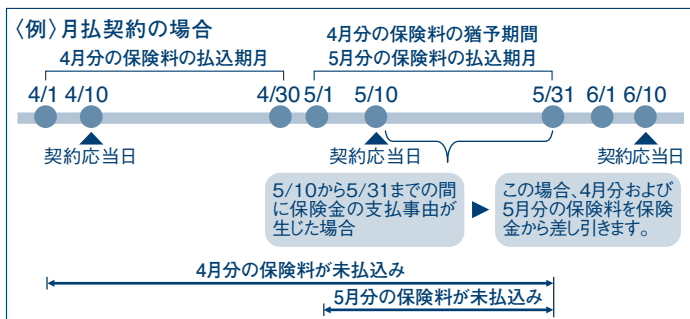 〈例〉月払契約の場合
4月分の保険料の猶予期間
4月分の保険料の払込期月
5月分の保険料の払込期月
4/1 4/10 4/30 5/1 5/10 5/31 6/1 6/10
契約応当日 契約応当日 契約応当日
5/10から5/31までの間
に保険金の支払事由が
生じた場合
この場合、4月分および
5月分の保険料を保険
金から差し引きます。
4月分の保険料が未払込み
5月分の保険料が未払込み